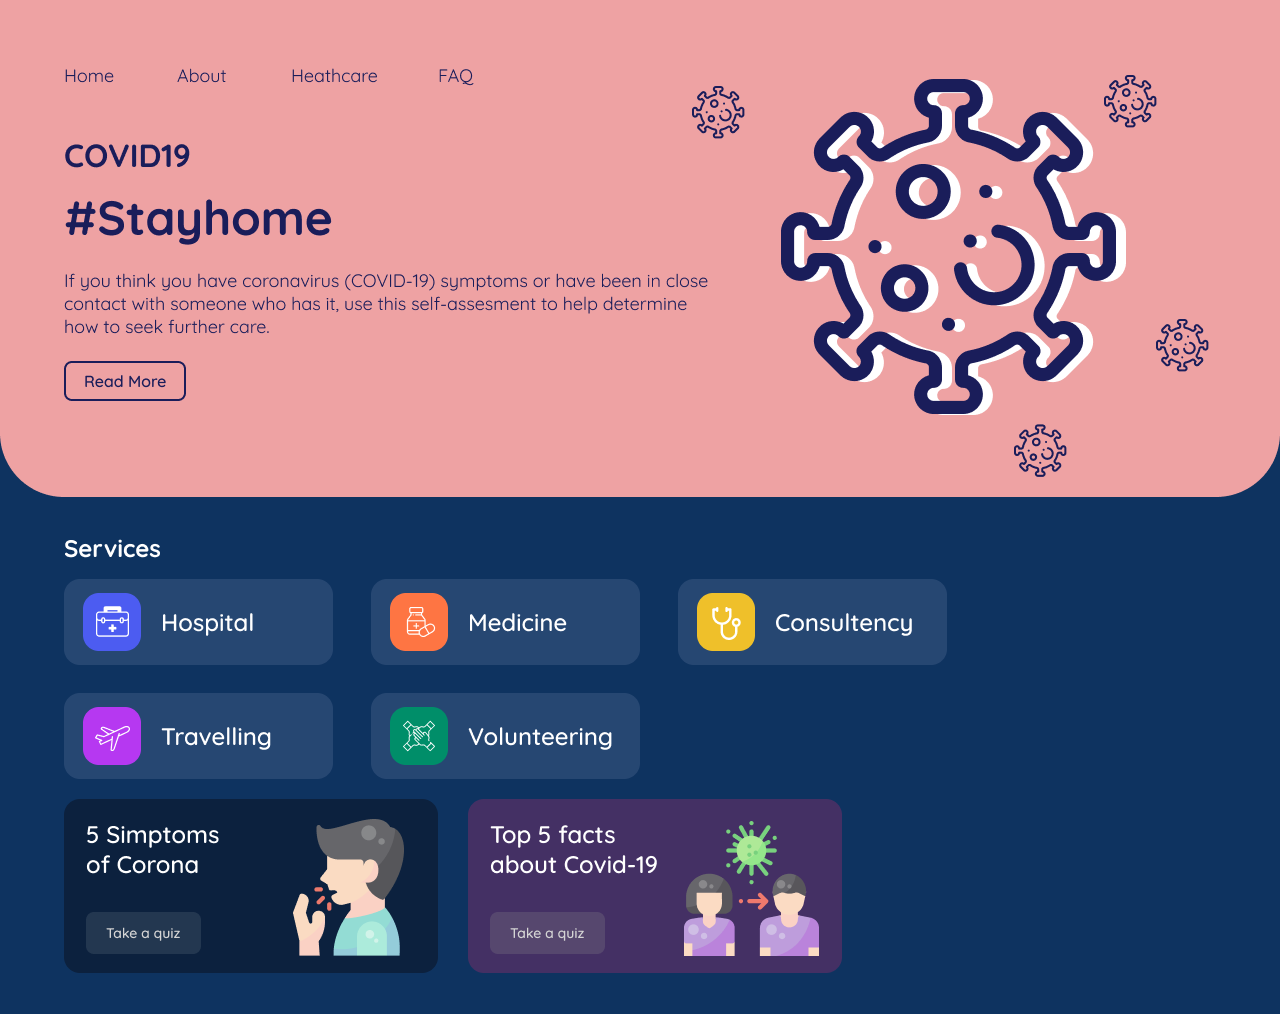 Home About Heathcare FAQ
COVID19
#Stayhome
If you think you have coronavirus (COVID-19) symptoms or have been in close
contact with someone who has it, use this self-assesment to help determine
how to seek further care.
Read More
Services
Hospital
Medicine
Consultency
Travelling
Volunteering
5 Simptoms
of Corona
Take a quiz
Top 5 facts
about Covid-19
Take a quiz